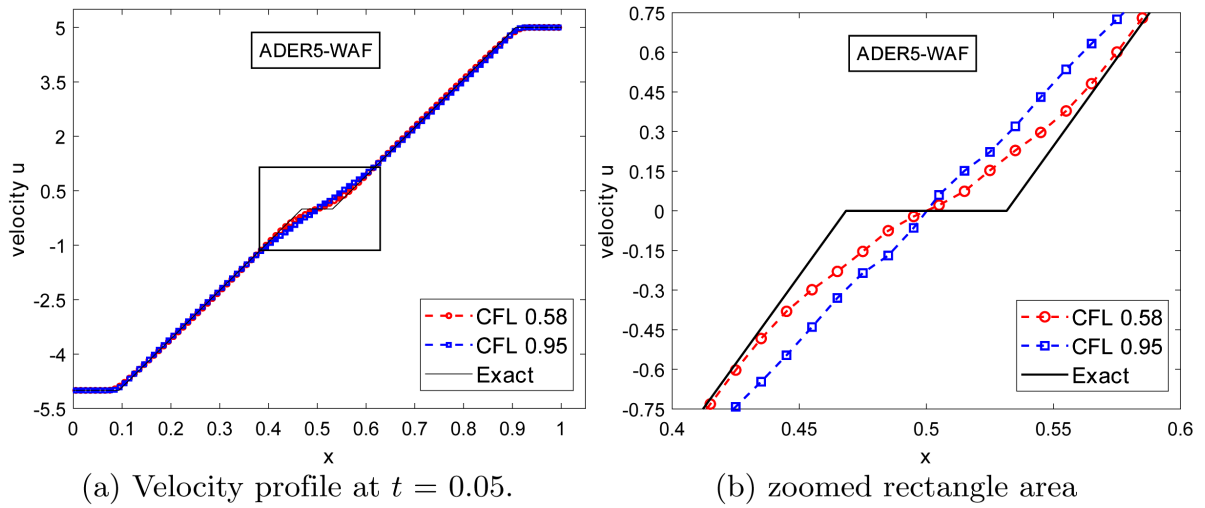 ADER5-WAF
velocity u
5
3.5
2
0.5
-1
-2.5
-4
-5.5
0 0.1 0.2 0.3 0.4 0.5 0.6 0.7 0.8 0.9 1
x
CFL 0.58
CFL 0.95
Exact
(a) Velocity profile at t = 0.05.
ADER5-WAF
velocity u
0.75
0.6
0.45
0.3
0.15
0
-0.15
-0.3
-0.45
-0.6
-0.75
0.4 0.45 0.5 0.55 0.6
x
CFL 0.58
CFL 0.95
Exact
(b) zoomed rectangle area